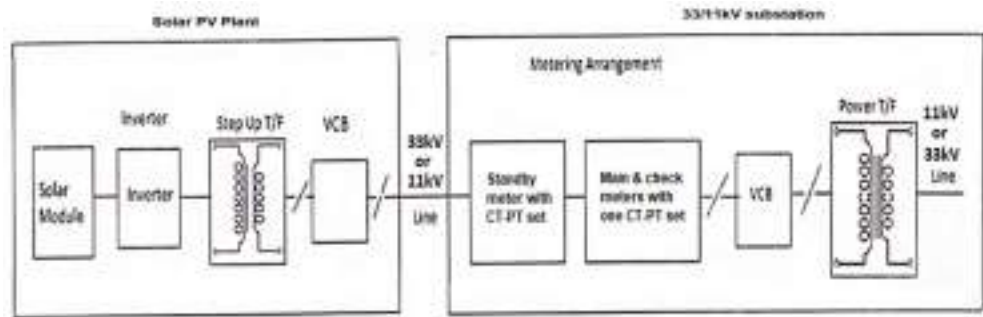 Solar PV Plant
33/11kV substation
Metering Arrangement
Inverter
Step Up T/F
VCB
Solar
Module
Inverter
33kV
or
11kV
Line
Standby
meter with
CT-PT set
Main & check
meters with
one CT-PT set
VCB
Power T/F
11kV
or
33kV
Line